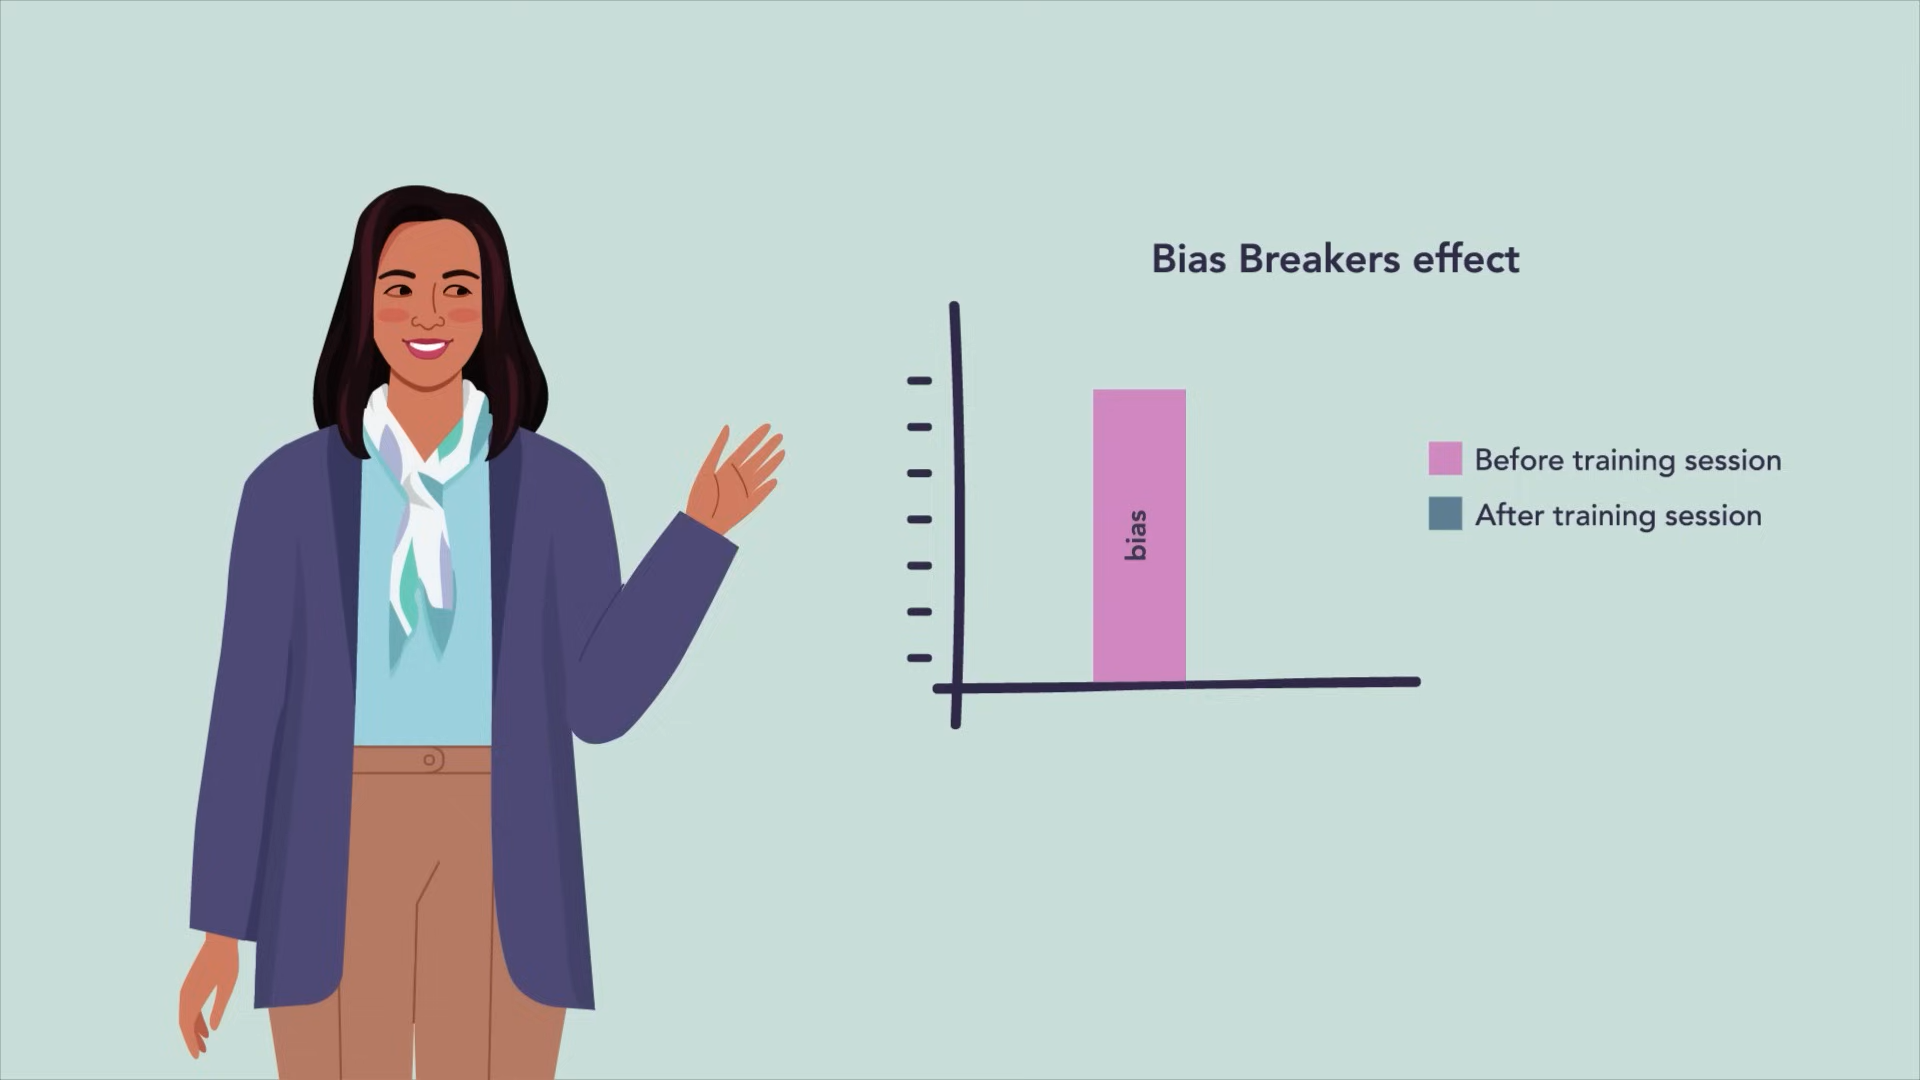 Bias Breakers effect
bias
Before training session
After training session